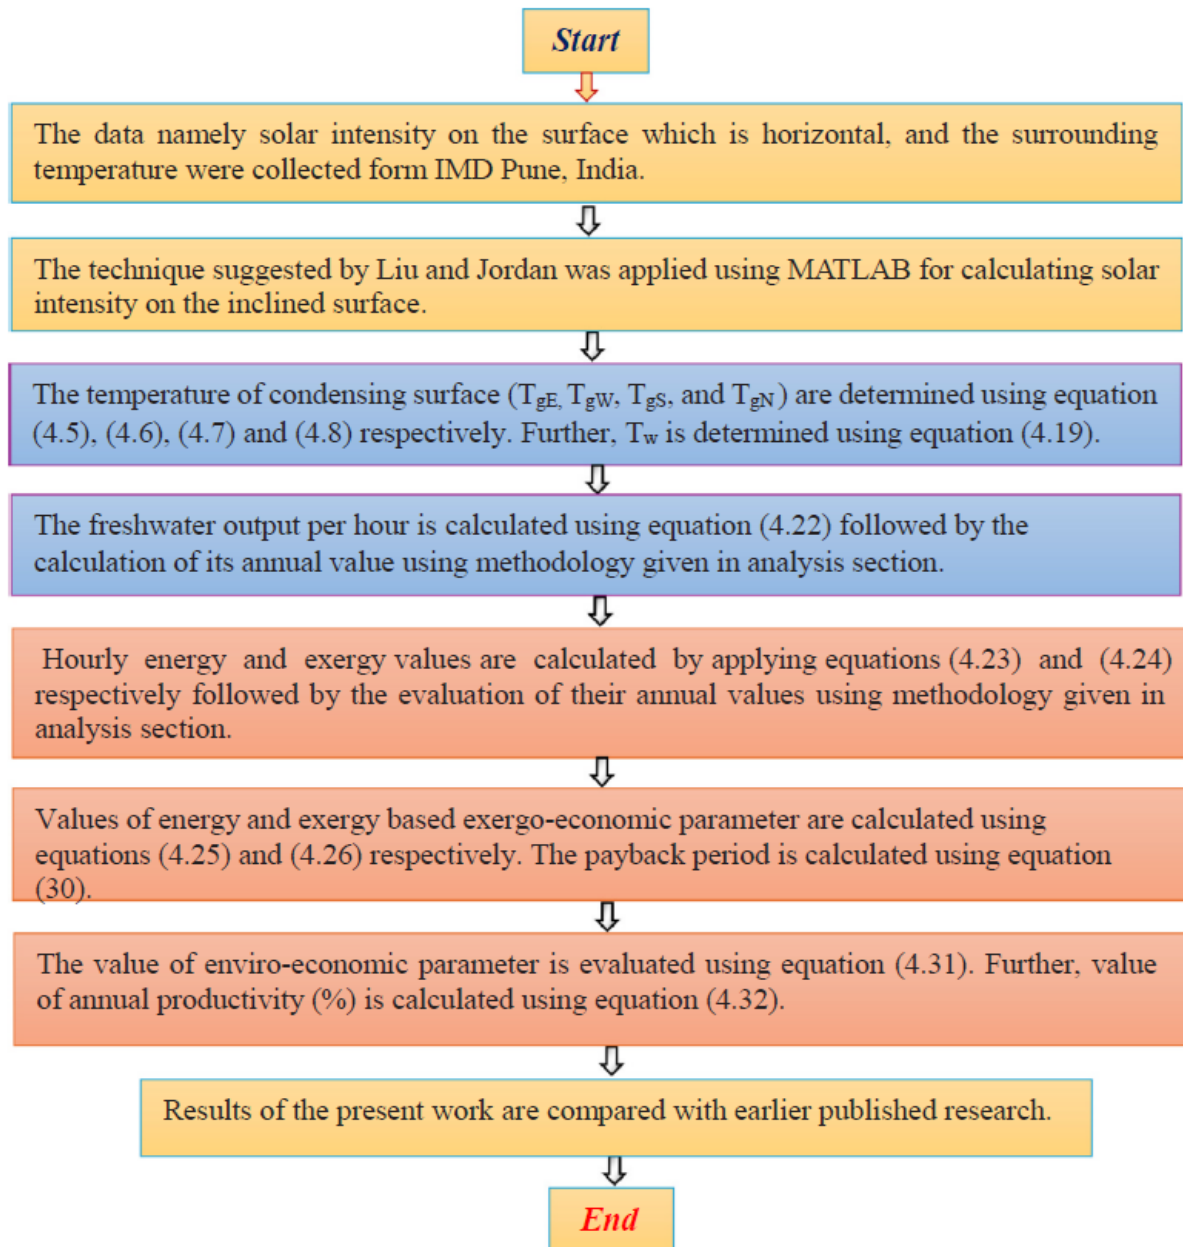 Start
The data namely solar intensity on the surface which is horizontal, and the surrounding
temperature were collected form IMD Pune, India.
The technique suggested by Liu and Jordan was applied using MATLAB for calculating solar
intensity on the inclined surface.
The temperature of condensing surface (TgE, TgW, TgS, and TgN) are determined using equation
(4.5), (4.6), (4.7) and (4.8) respectively. Further, Tw is determined using equation (4.19).
The freshwater output per hour is calculated using equation (4.22) followed by the
calculation of its annual value using methodology given in analysis section.
Hourly energy and exergy values are calculated by applying equations (4.23) and (4.24)
respectively followed by the evaluation of their annual values using methodology given in
analysis section.
Values of energy and exergy based exergo-economic parameter are calculated using
equations (4.25) and (4.26) respectively. The payback period is calculated using equation
(30).
The value of enviro-economic parameter is evaluated using equation (4.31). Further, value
of annual productivity (%) is calculated using equation (4.32).
Results of the present work are compared with earlier published research.
End